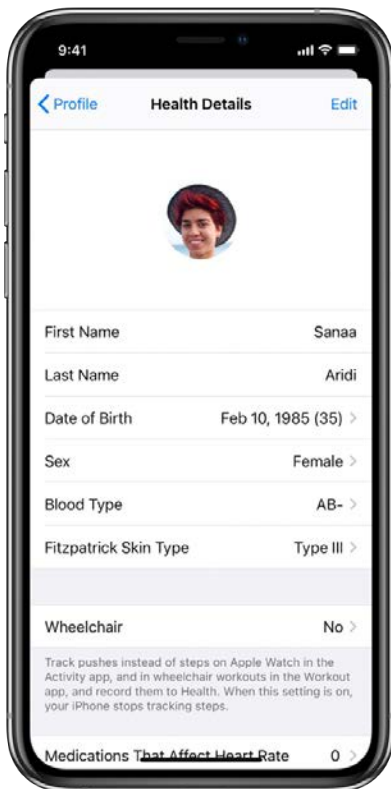 9:41
Profile Health Details Edit
First Name Sanaa
Last Name Aridi
Date of Birth Feb 10, 1985 (35)
Sex Female
Blood Type AB-
Fitzpatrick Skin Type Type III
Wheelchair No
Track pushes instead of steps on Apple Watch in the
Activity app, and in wheelchair workouts in the Workout
app, and record them to Health. When this setting is on,
your iPhone stops tracking steps.
Medications That Affect Heart Rate 0